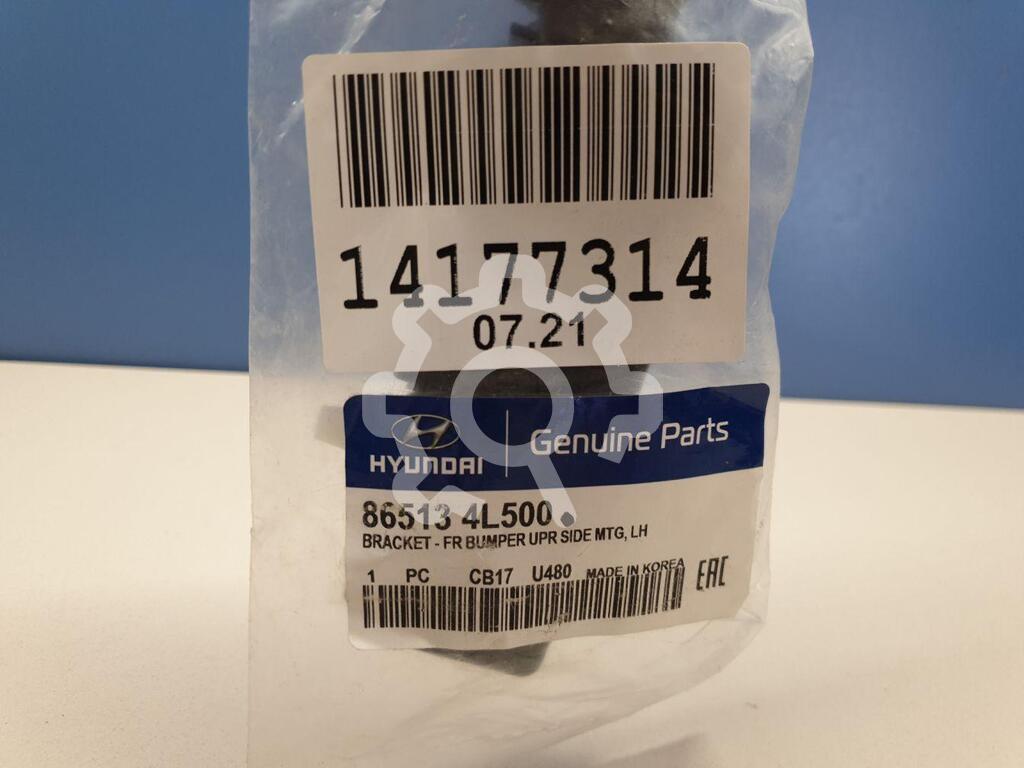 14177314
07.21
HYUNDAI
Genuine Parts
86513 4L500
BRACKET - FR BUMPER UPR SIDE MTG, LH
1 PC CB17 U480 MADE IN KOREA
EAC